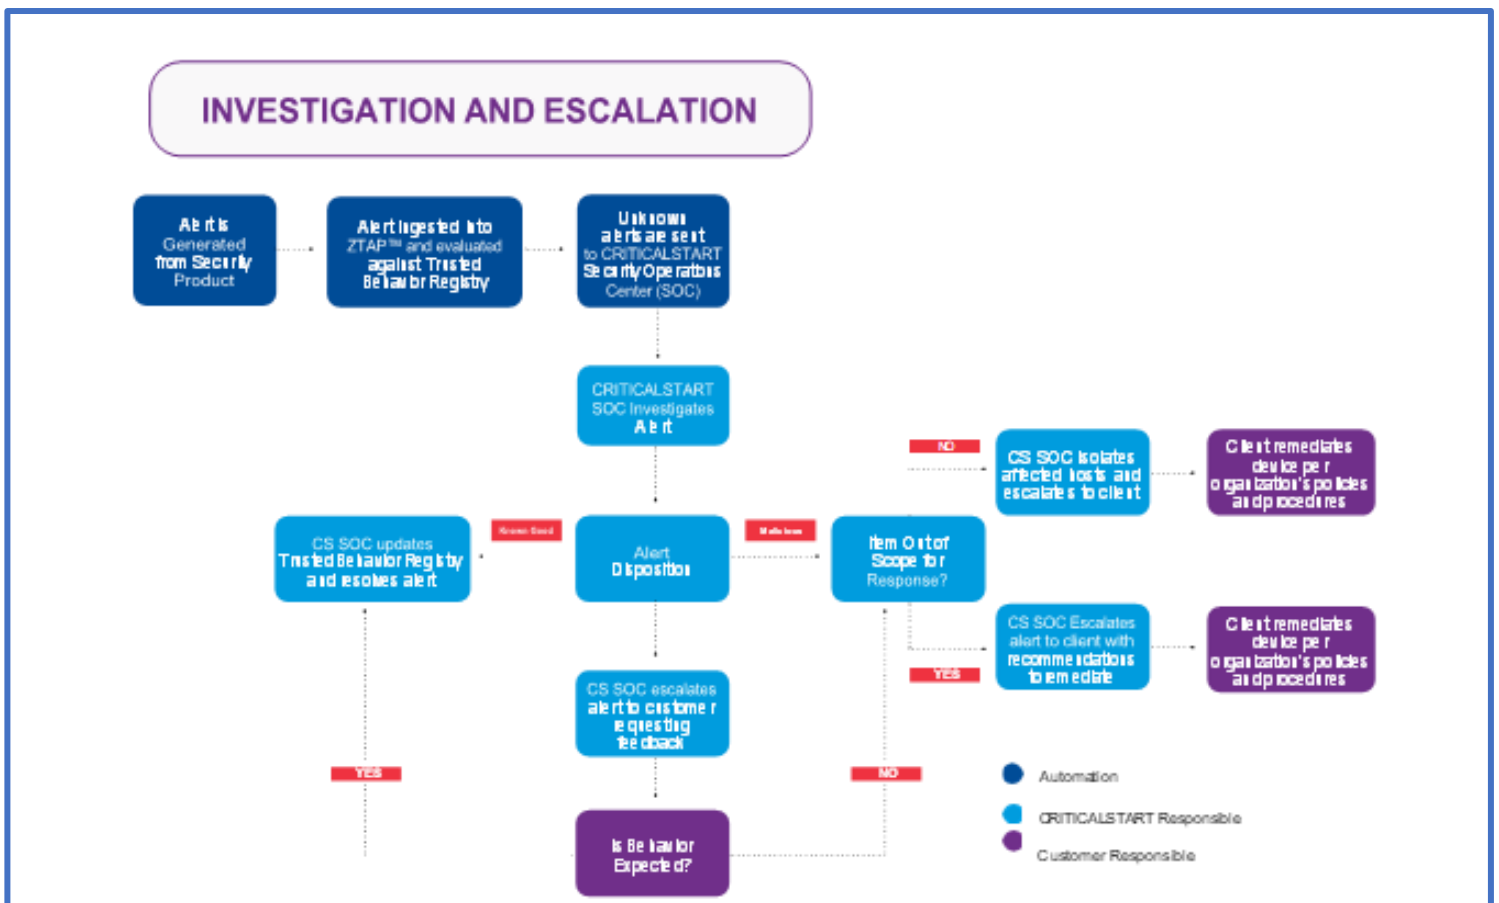 INVESTIGATION AND ESCALATION
Alert is
Generated
from Security
Product
Alert Ingested Into
ZTAP™ and evaluated
against Trusted
Behavior Registry
Unknown
alerts are sent
to CRITICALSTART
Security Operations
Center (SOC)
CRITICALSTART
SOC Investigates
Alert
NO
CS SOC Isolates
affected hosts and
escalates to client
Client remediates
device per
organization's policies
and procedures
CS SOC updates
Trusted Behavior Registry
and resolves alert
Known Good
Alert
Disposition
Malicious
Item Out of
Scope for
Response?
CS SOC Escalates
alert to client with
recommendations
to remediate
YES
Client remediates
device per
organization's policies
and procedures
CS SOC escalates
alert to customer
requesting
feedback
YES
NO
Is Behavior
Expected?
Automation
CRITICALSTART Responsible
Customer Responsible